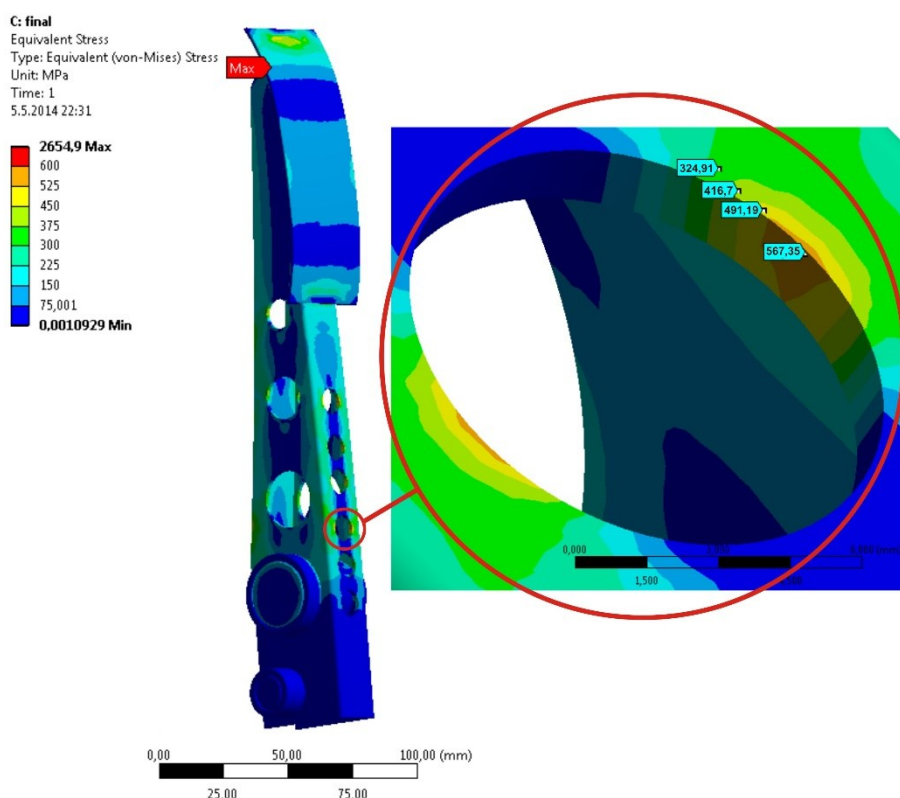 C: final
Equivalent Stress
Type: Equivalent (von-Mises) Stress
Unit: MPa
Time: 1
5.5.2014 22:31
2654,9 Max
600
525
450
375
300
225
150
75,001
0,0010929 Min
Max
324,91
416,7
491,19
567,35
0,000
(mm)
1,500
0,00 50,00 100,00 (mm)
25,00 75,00